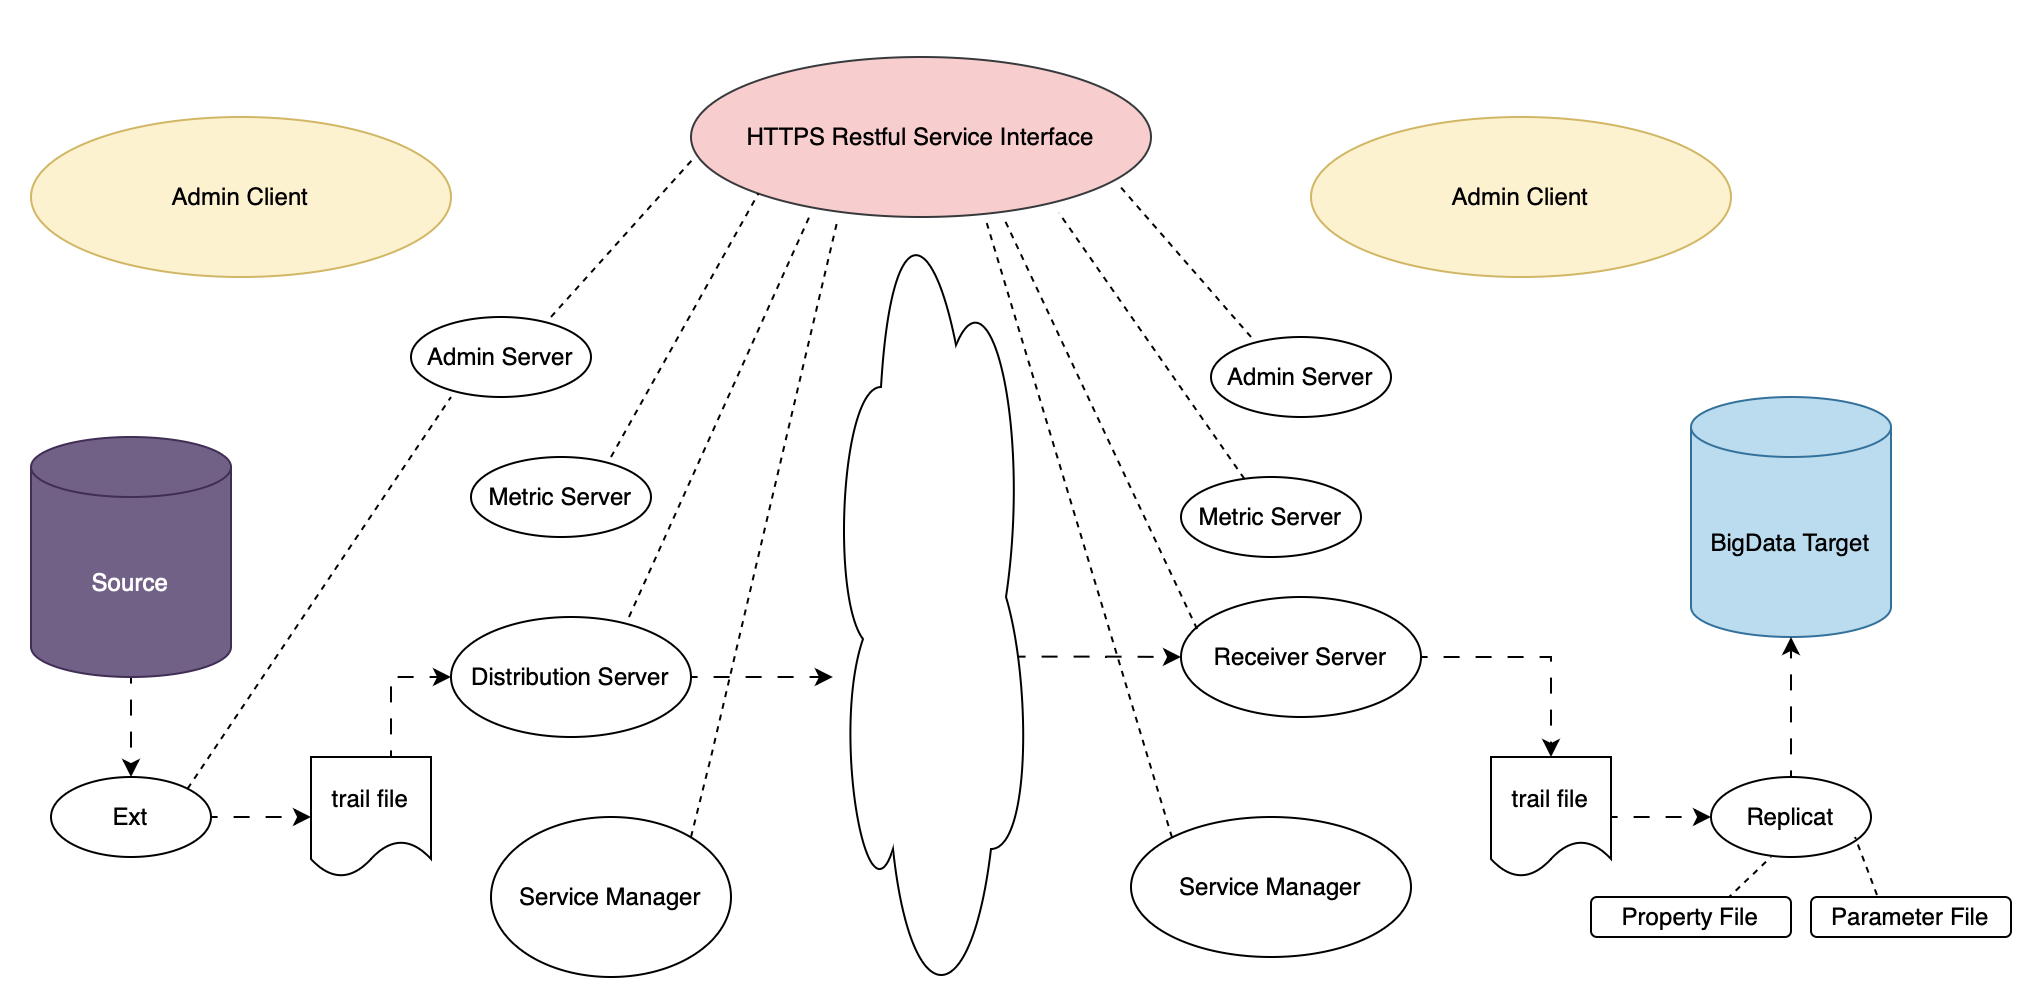 HTTPS Restful Service Interface
Admin Client
Admin Client
Admin Server
Admin Server
Metric Server
Metric Server
Source
BigData Target
Distribution Server
Receiver Server
Ext
trail file
trail file
Replicat
Service Manager
Service Manager
Property File
Parameter File